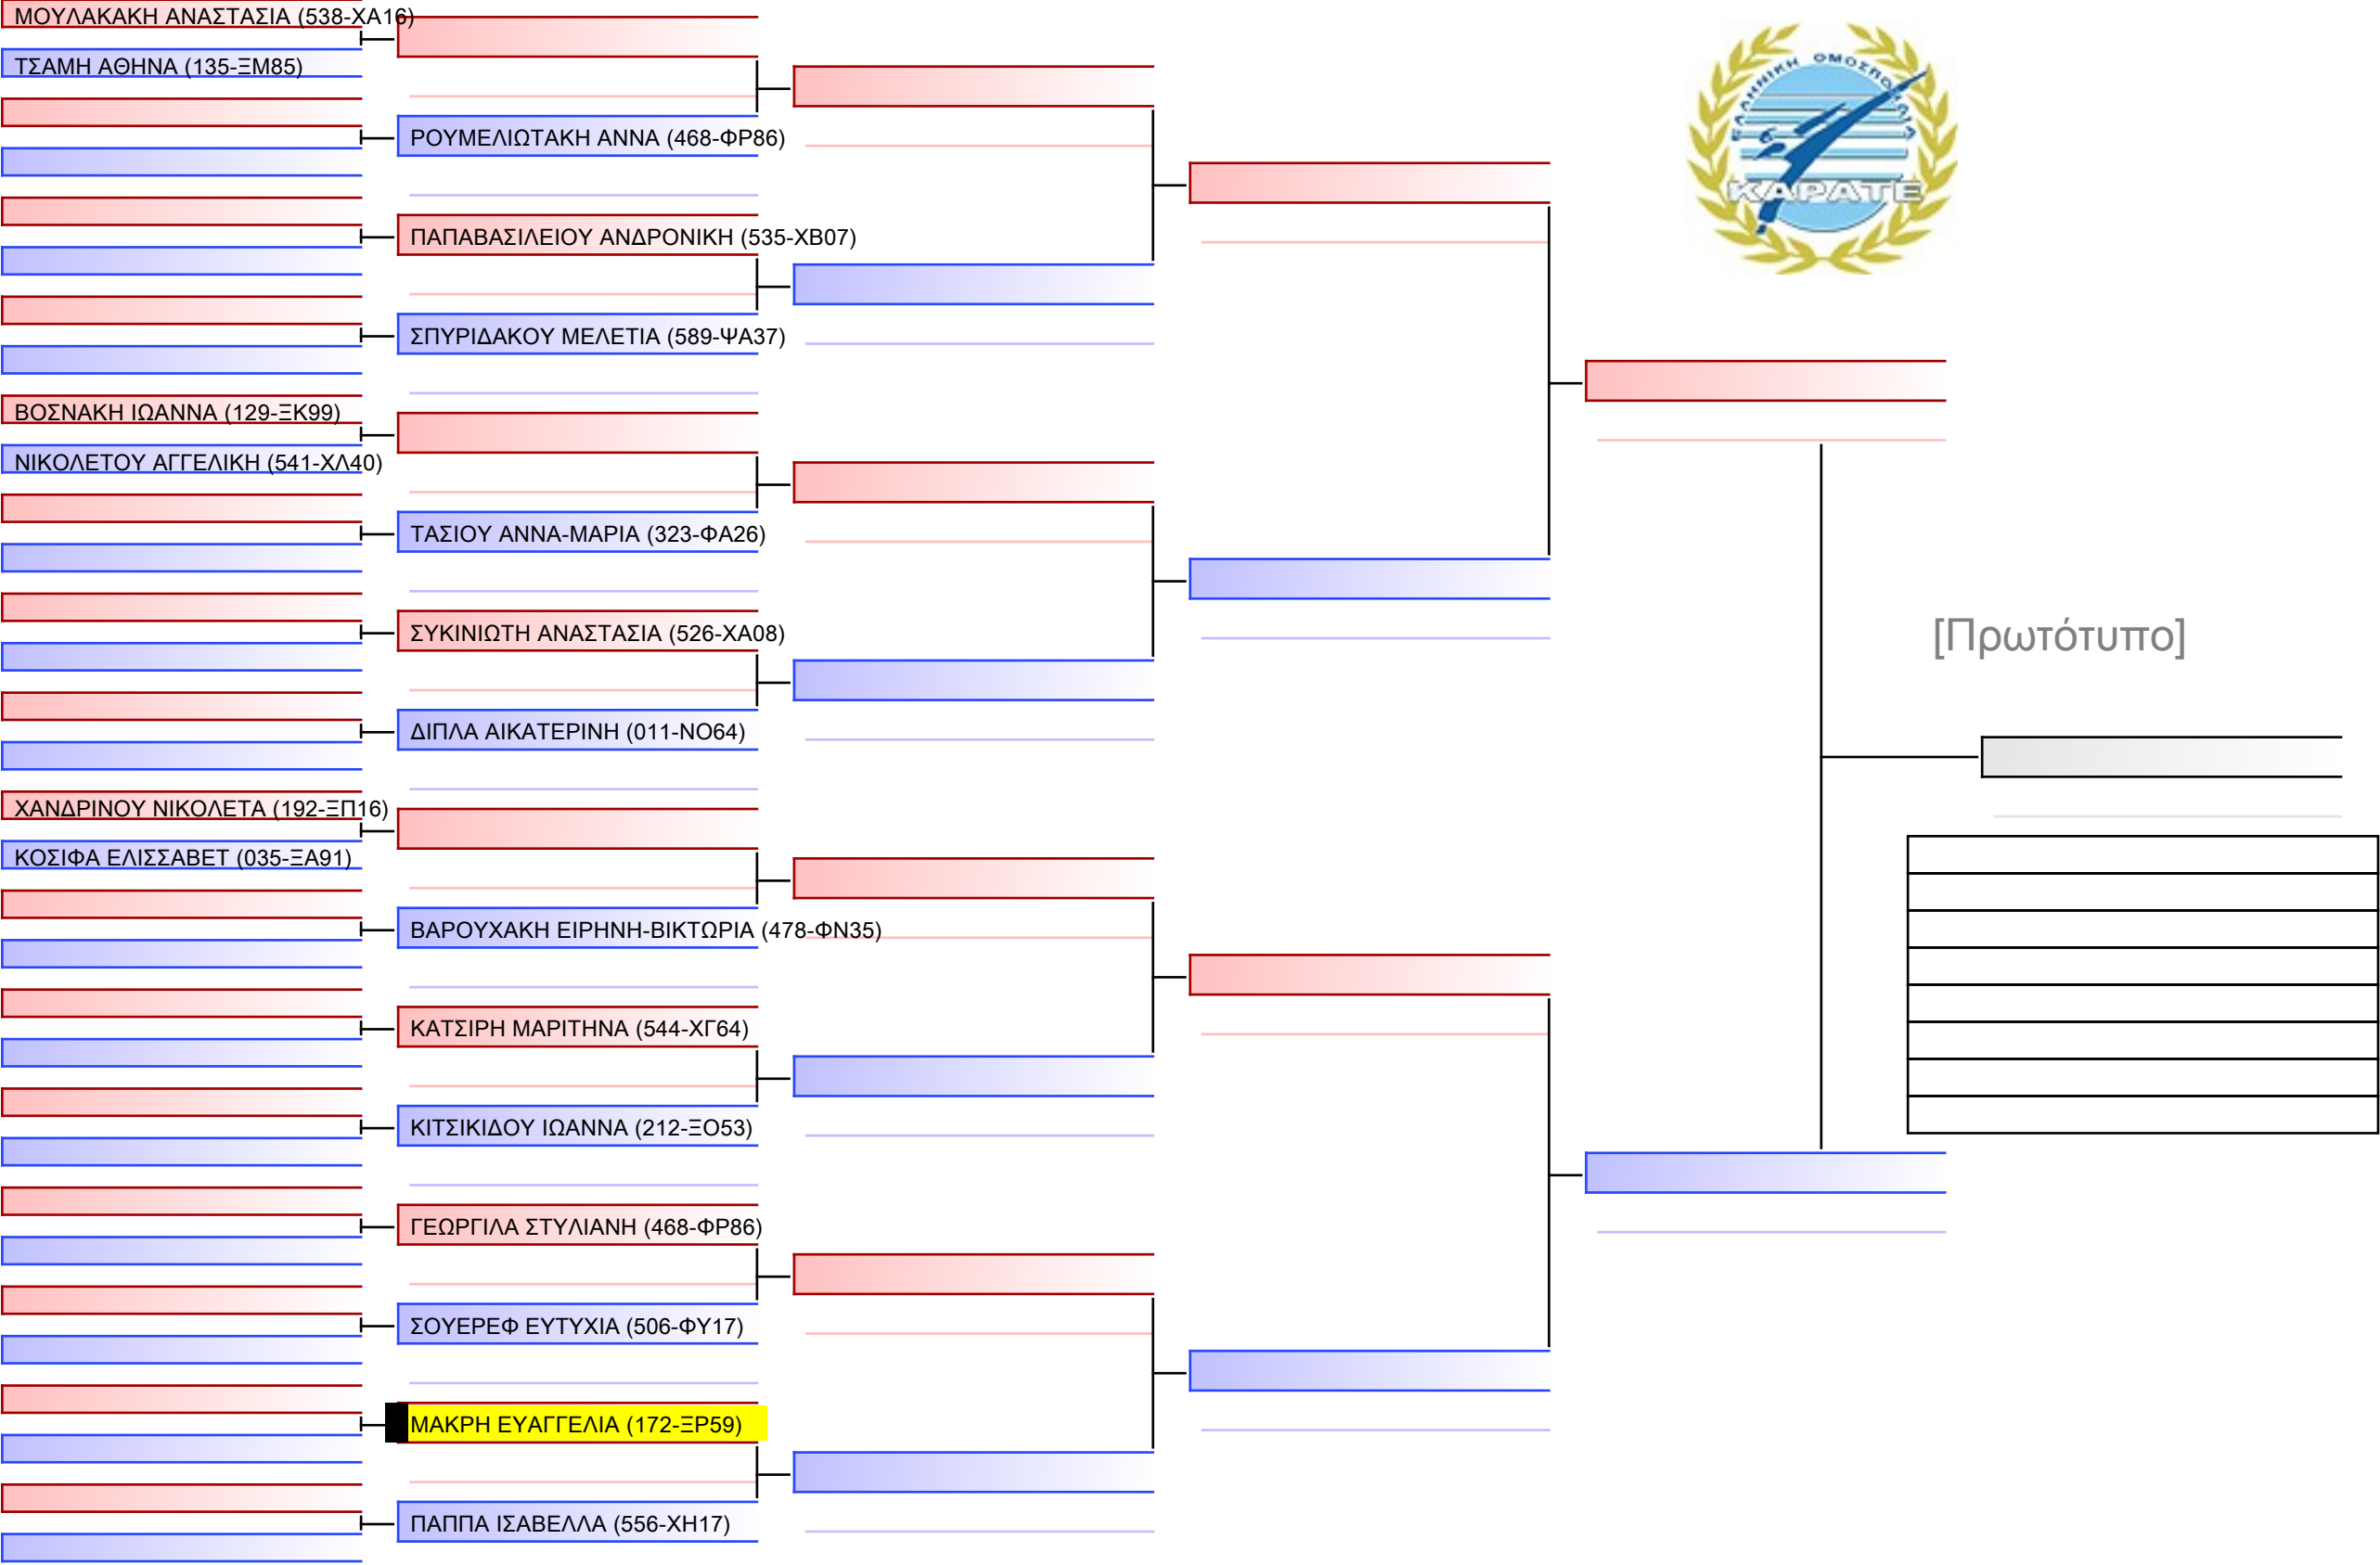 ΜΟΥΛΑΚΑΚΗ ΑΝΑΣΤΑΣΙΑ (538-ΧΑ16)
ΤΣΑΜΗ ΑΘΗΝΑ (135-ΞΜ85)
ΡΟΥΜΕΛΙΩΤΑΚΗ ΑΝΝΑ (468-ΦΡ86)
ΠΑΠΑΒΑΣΙΛΕΙΟΥ ΑΝΔΡΟΝΙΚΗ (535-ΧΒ07)
ΣΠΥΡΙΔΑΚΟΥ ΜΕΛΕΤΙΑ (589-ΨΑ37)
ΒΟΣΝΑΚΗ ΙΩΑΝΝΑ (129-ΞΚ99)
ΝΙΚΟΛΕΤΟΥ ΑΓΓΕΛΙΚΗ (541-ΧΛ40)
ΤΑΣΙΟΥ ΑΝΝΑ-ΜΑΡΙΑ (323-ΦΑ26)
ΣΥΚΙΝΙΩΤΗ ΑΝΑΣΤΑΣΙΑ (526-ΧΑ08)
ΔΙΠΛΑ ΑΙΚΑΤΕΡΙΝΗ (011-ΝΟ64)
ΧΑΝΔΡΙΝΟΥ ΝΙΚΟΛΕΤΑ (192-ΞΠ16)
ΚΟΣΙΦΑ ΕΛΙΣΣΑΒΕΤ (035-ΞΑ91)
ΒΑΡΟΥΧΑΚΗ ΕΙΡΗΝΗ-ΒΙΚΤΩΡΙΑ (478-ΦΝ35)
ΚΑΤΣΙΡΗ ΜΑΡΙΤΗΝΑ (544-ΧΓ64)
ΚΙΤΣΙΚΙΔΟΥ ΙΩΑΝΝΑ (212-ΞΟ53)
ΓΕΩΡΓΙΛΑ ΣΤΥΛΙΑΝΗ (468-ΦΡ86)
ΣΟΥΕΡΕΦ ΕΥΤΥΧΙΑ (506-ΦΥ17)
ΜΑΚΡΗ ΕΥΑΓΓΕΛΙΑ (172-ΞΡ59)
ΠΑΠΠΑ ΙΣΑΒΕΛΛΑ (556-ΧΗ17)
ΕΛΛΗΝΙΚΗ ΟΜΟΣΠΟΝΔΙΑ
ΚΑΡΑΤΕ
[Πρωτότυπο]